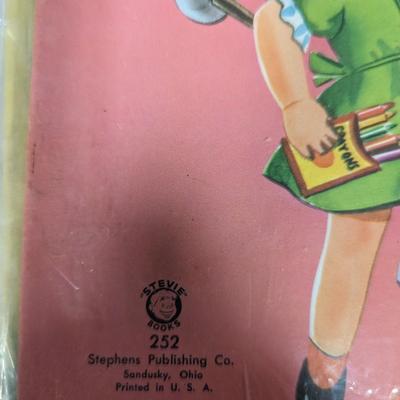 CRAYONS
"STEVIE"
BOOKS
252
Stephens Publishing Co.
Sandusky, Ohio
Printed in U. S. A.